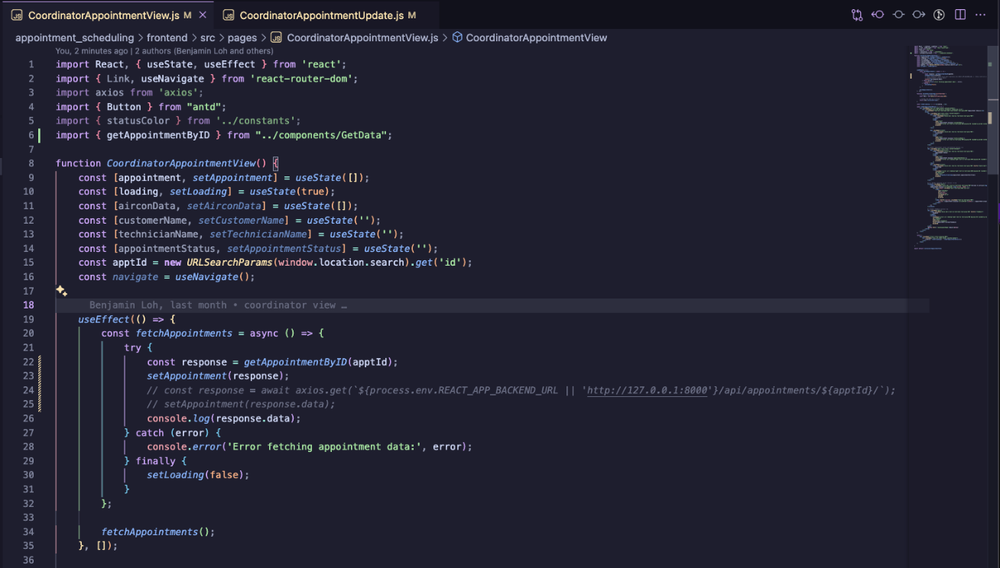 CoordinatorAppointmentView.js M CoordinatorAppointmentUpdate.js M
appointment_scheduling > frontend > src > pages > CoordinatorAppointmentView.js > CoordinatorAppointmentView
You, 2 minutes ago | 2 authors (Benjamin Loh and others)
1 import React, { useState, useEffect } from 'react';
2 import { Link, useNavigate } from 'react-router-dom';
3 import axios from 'axios';
4 import { Button } from "antd";
5 import { statusColor } from '../constants';
6 import { getAppointmentByID } from "../components/GetData";
7
8 function CoordinatorAppointmentView() {
9 const [appointment, setAppointment] = useState([]);
10 const [loading, setLoading] = useState(true);
11 const [airconData, setAirconData] = useState([]);
12 const [customerName, setCustomerName] = useState('');
13 const [technicianName, setTechnicianName] = useState('');
14 const [appointmentStatus, setAppointmentStatus] = useState('');
15 const apptId = new URLSearchParams(window.location.search).get('id');
16 const navigate = useNavigate();
17
18 Benjamin Loh, last month • coordinator view …
19 useEffect(() => {
20 const fetchAppointments = async () => {
21 try {
22 const response = getAppointmentByID(apptId);
23 setAppointment(response);
24 // const response = await axios.get(`${process.env.REACT_APP_BACKEND_URL || 'http://127.0.0.1:8000'}/api/appointments/${apptId}/`);
25 // setAppointment(response.data);
26 console.log(response.data);
27 } catch (error) {
28 console.error('Error fetching appointment data:', error);
29 } finally {
30 setLoading(false);
31 }
32 };
33
34 fetchAppointments();
35 }, []);
36